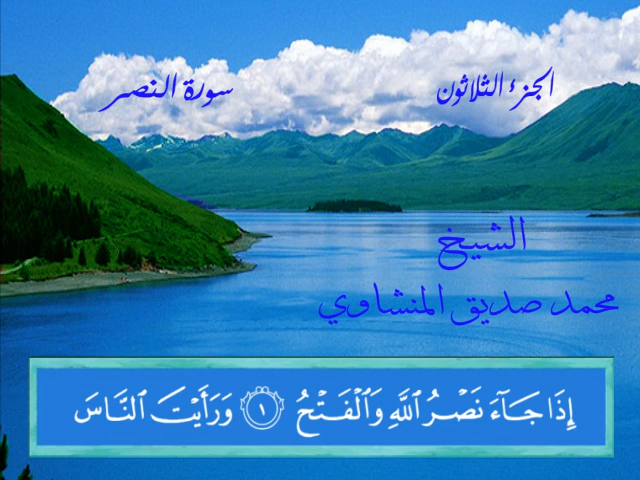 الجزء الثلاثون
سورة النصر
الشيخ
محمد صديق المنشاوي
إِذَا جَآءَ نَصْرُ ٱللَّهِ وَٱلْفَتْحُ ١ وَرَأَيْتَ ٱلنَّاسَ